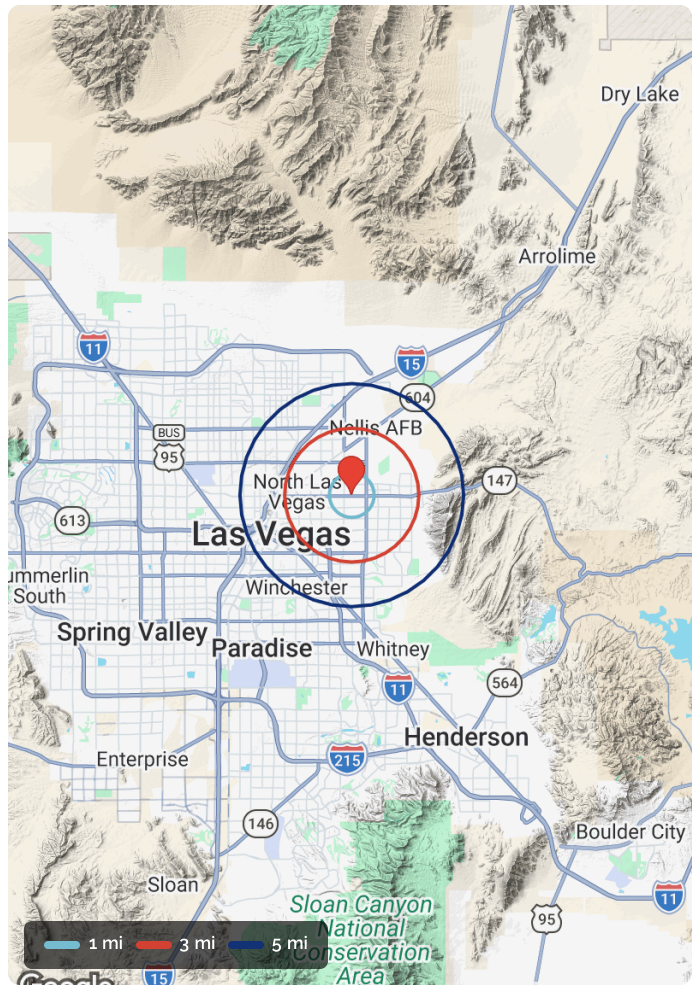 Dry Lake
Arrolime
11
15
604
BUS
95
Nellis AFB
North Las
Vegas
147
613
Las Vegas
ummerlin
South
Winchester
Spring Valley
Paradise
Whitney
11
564
Henderson
Enterprise
215
146
Boulder City
Sloan
11
95
Sloan Canyon
National
Conservation
Area
1 mi
3 mi
5 mi
15
Google